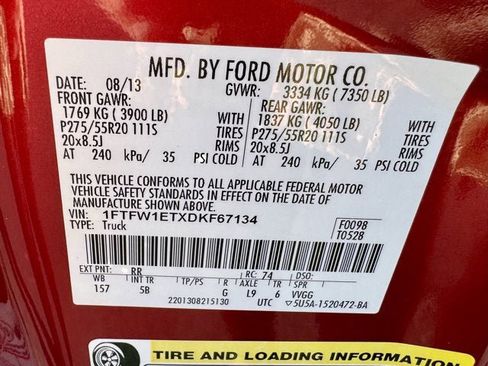 MFD. BY FORD MOTOR CO.
DATE: 08/13 GVWR: 3334 KG ( 7350 LB)
FRONT GAWR: REAR GAWR:
1769 KG ( 3900 LB) WITH 1837 KG ( 4050 LB) WITH
P275/55R20 111S TIRES P275/55R20 111S TIRES
20x8.5J RIMS 20x8.5J RIMS
AT 240 kPa/ 35 PSI COLD AT 240 kPa/ 35 PSI COLD
THIS VEHICLE CONFORMS TO ALL APPLICABLE FEDERAL MOTOR
VEHICLE SAFETY STANDARDS IN EFFECT ON THE DATE OF
MANUFACTURE SHOWN ABOVE.
VIN: 1FTFW1ETXDKF67134 F0098
TYPE: Truck T0528
EXT PNT: RR RC: 74 DSO:
WB INT TR TP/PS R AXLE TR SPR
157 5B G L9 6 VVGG
2201308215130 UTC ▽5U5A-1520472-BA
TIRE AND LOADING INFORMATION